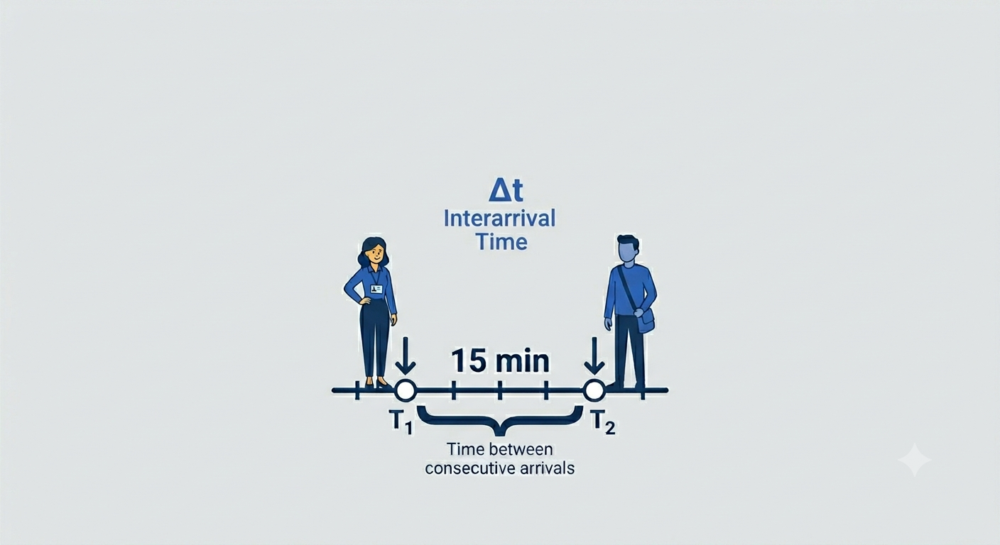 Δt
Interarrival
Time
15 min
T₁ T₂
Time between
consecutive arrivals